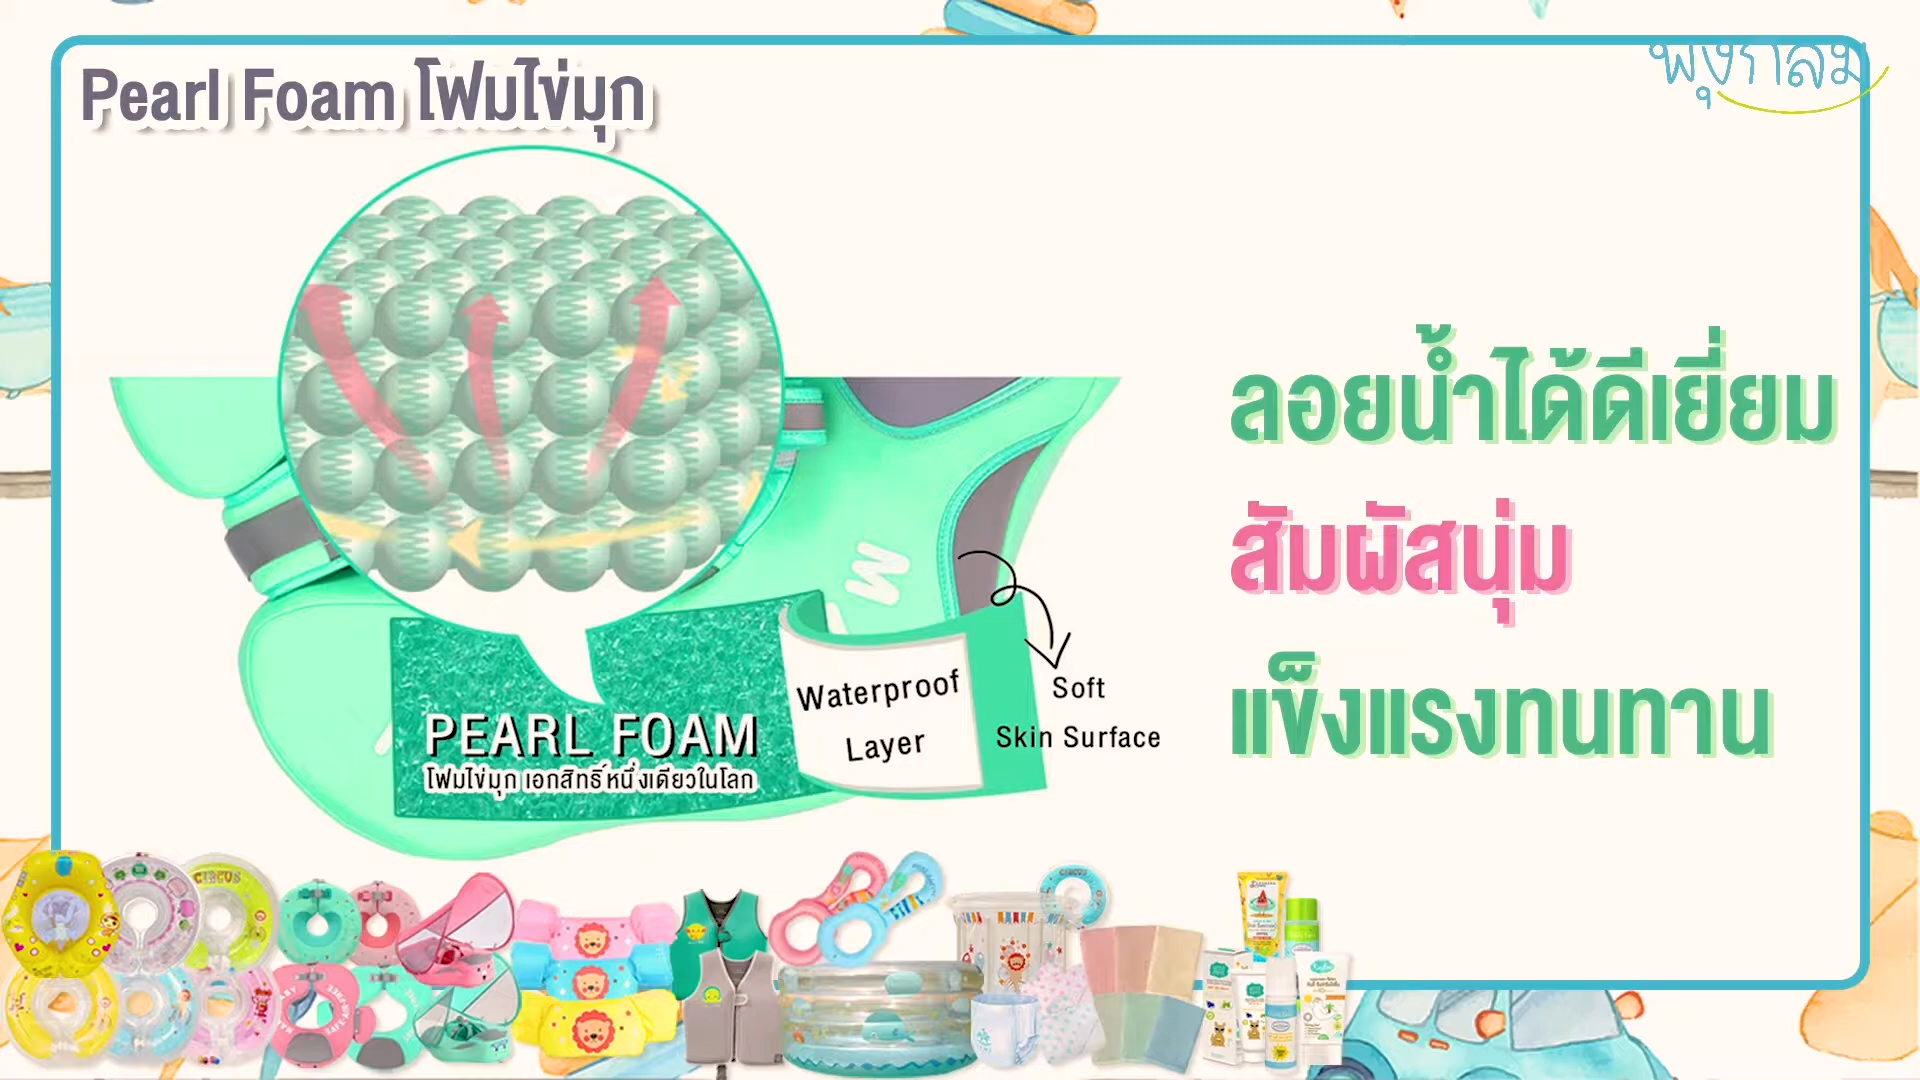 Pearl Foam โฟมไข่มุก
พุงกลม
ลอยน้ำได้ดีเยี่ยม
สัมผัสนุ่ม
แข็งแรงทนทาน
M
Waterproof
Layer
Soft
Skin Surface
PEARL FOAM
โฟมไข่มุก เอกสิทธิ์หนึ่งเดียวในโลก
CIRCUS
CIRCUS